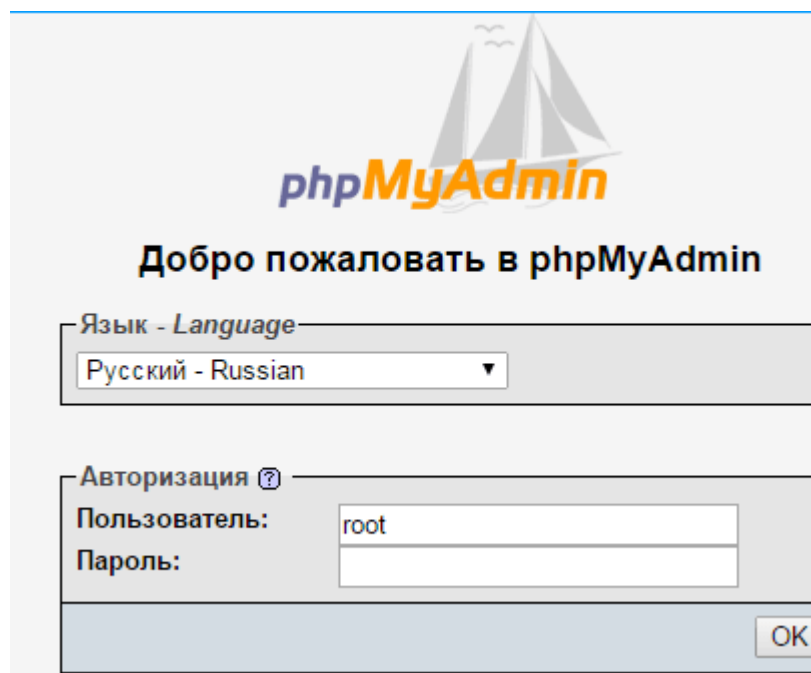 phpMyAdmin
Добро пожаловать в phpMyAdmin
Язык - Language
Русский - Russian
Авторизация ?
Пользователь: root
Пароль:
OK